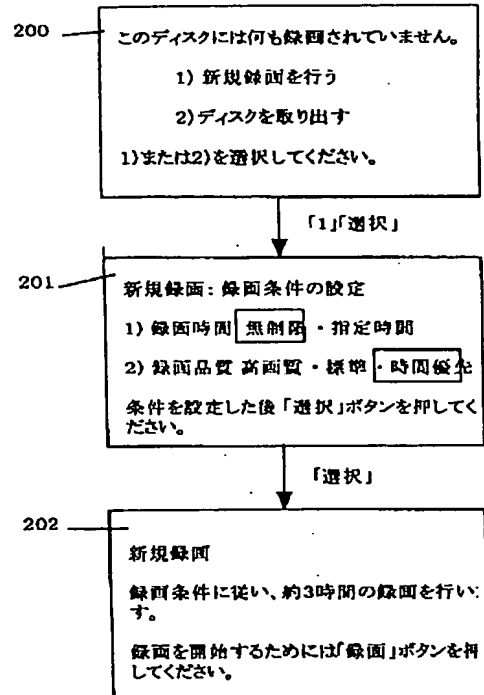 200
このディスクには何も録画されていません。
1) 新規録画を行う
2)ディスクを取り出す
1)または2)を選択してください。
「1」「選択」
201
新規録画: 録画条件の設定
1) 録画時間 無制限・指定時間
2) 録画品質 高画質・標準・時間優先
条件を設定した後「選択」ボタンを押してく
ださい。
「選択」
202
新規録画
録画条件に従い、約3時間の録画を行い
す。
録画を開始するためには「録画」ボタンを押
してください。